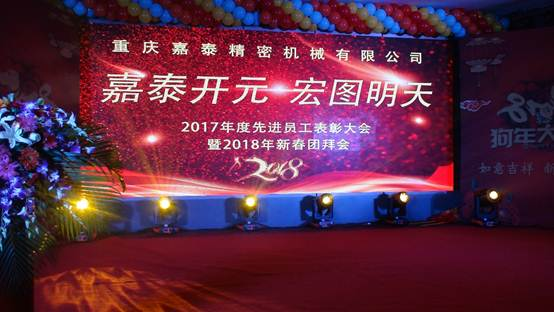 重庆嘉泰精密机械有限公司
嘉泰开元 宏图明天
2017年度先进员工表彰大会
暨2018年新春团拜会
2018
狗年大
如意吉祥